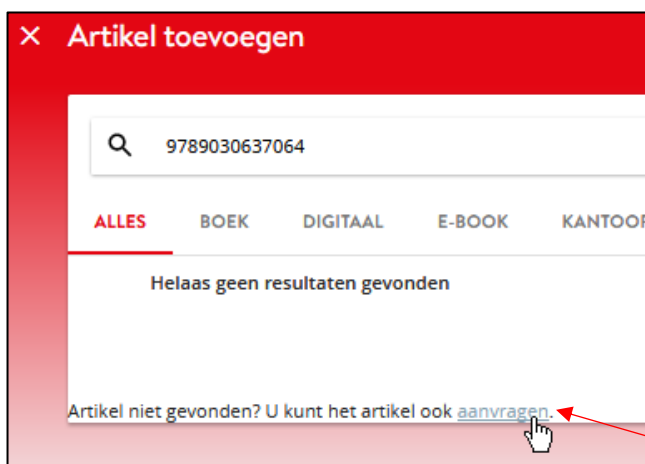 × Artikel toevoegen
9789030637064
ALLES BOEK DIGITAAL E-BOOK KANTOOR
Helaas geen resultaten gevonden
Artikel niet gevonden? U kunt het artikel ook aanvragen.